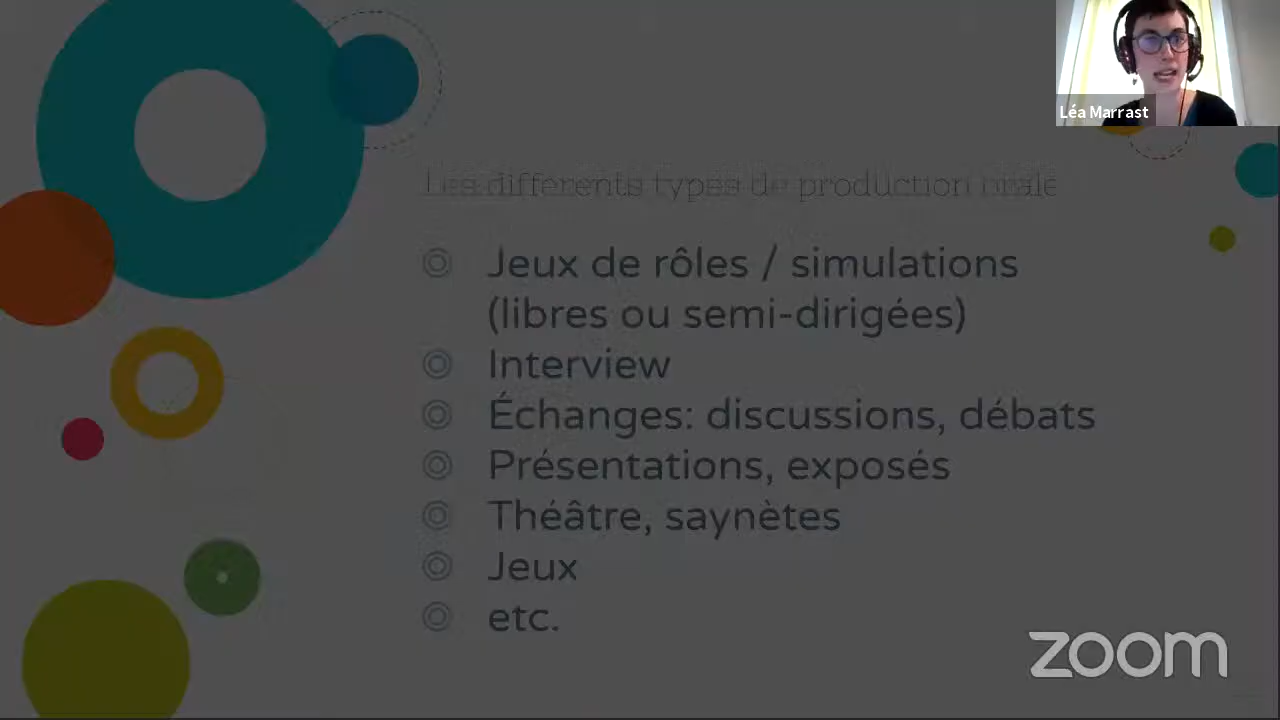 Léa Marrast
Les différents types de production orale
Jeux de rôles / simulations
(libres ou semi-dirigées)
Interview
Échanges: discussions, débats
Présentations, exposés
Théâtre, saynètes
Jeux
etc.
zoom